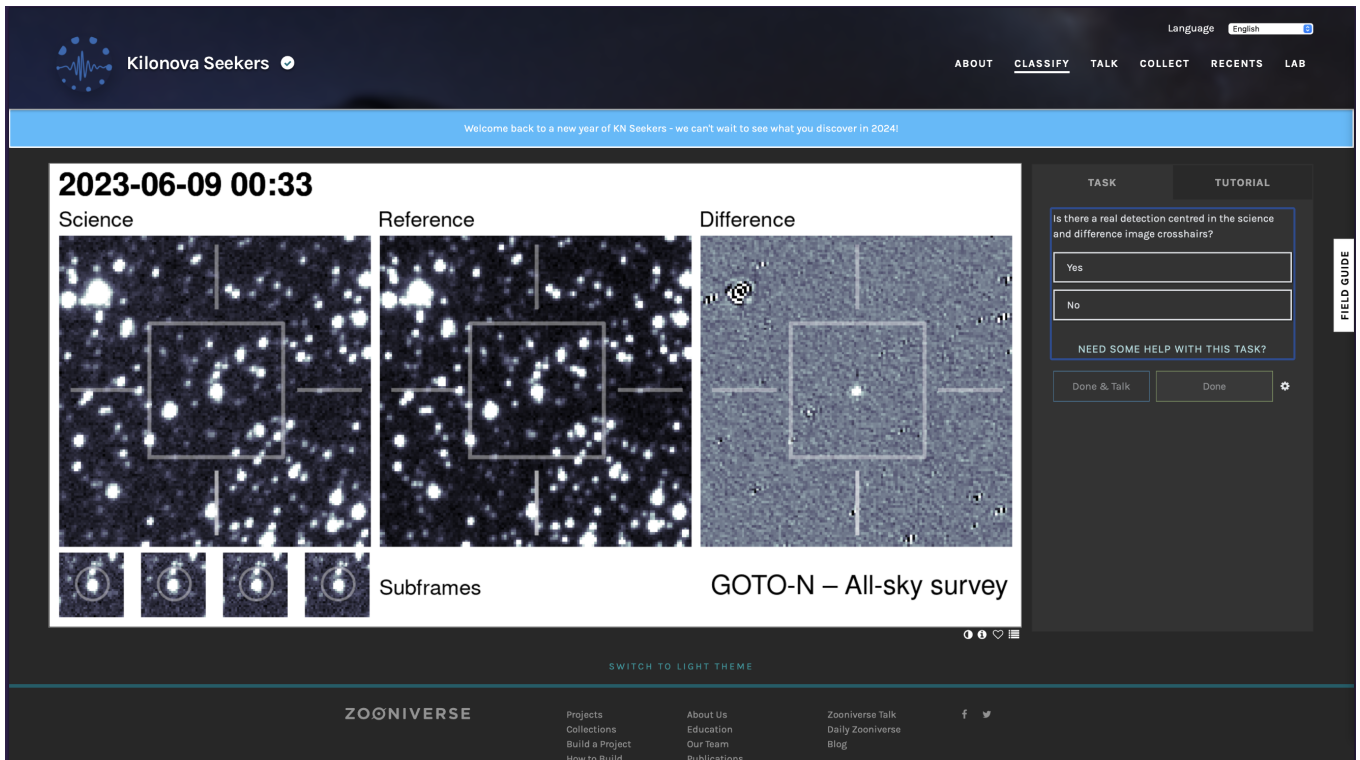 Language English
Kilonova Seekers
ABOUT CLASSIFY TALK COLLECT RECENTS LAB
Welcome back to a new year of KN Seekers - we can't wait to see what you discover in 2024!
2023-06-09 00:33
Science Reference Difference
Subframes
GOTO-N – All-sky survey
TASK TUTORIAL
Is there a real detection centred in the science
and difference image crosshairs?
Yes
No
NEED SOME HELP WITH THIS TASK?
Done & Talk Done
FIELD GUIDE
SWITCH TO LIGHT THEME
ZOONIVERSE
Projects
Collections
Build a Project
How to Build
About Us
Education
Our Team
Publications
Zooniverse Talk
Daily Zooniverse
Blog